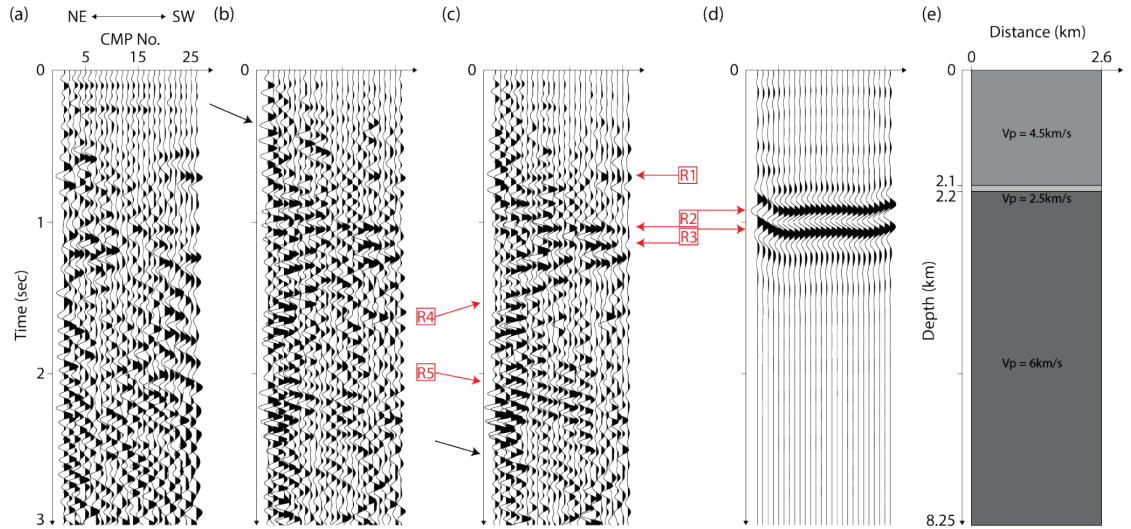 (a)
NE
SW
(b)
(c)
(d)
(e)
CMP No.
5
15
25
Distance (km)
0
2.6
0
0
0
0
0
Vp = 4.5km/s
R1
2.1
2.2
Vp = 2.5km/s
R2
R3
1
Time (sec)
R4
R5
2
Depth (km)
Vp = 6km/s
3
8.25